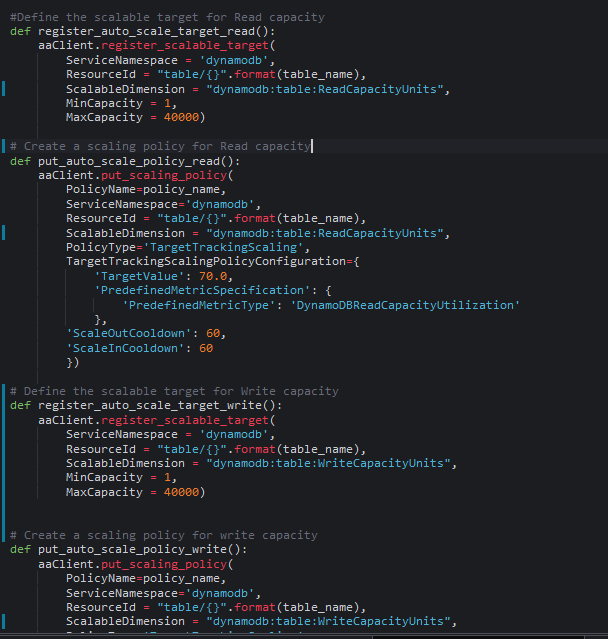 #Define the scalable target for Read capacity
def register_auto_scale_target_read():
    aaClient.register_scalable_target(
        ServiceNamespace = 'dynamodb',
        ResourceId = "table/{}".format(table_name),
        ScalableDimension = "dynamodb:table:ReadCapacityUnits",
        MinCapacity = 1,
        MaxCapacity = 40000)
# Create a scaling policy for Read capacity
def put_auto_scale_policy_read():
    aaClient.put_scaling_policy(
        PolicyName=policy_name,
        ServiceNamespace='dynamodb',
        ResourceId = "table/{}".format(table_name),
        ScalableDimension = "dynamodb:table:ReadCapacityUnits",
        PolicyType='TargetTrackingScaling',
        TargetTrackingScalingPolicyConfiguration={
            'TargetValue': 70.0,
            'PredefinedMetricSpecification': {
                'PredefinedMetricType': 'DynamoDBReadCapacityUtilization'
            },
        'ScaleOutCooldown': 60,
        'ScaleInCooldown': 60
        })
# Define the scalable target for Write capacity
def register_auto_scale_target_write():
    aaClient.register_scalable_target(
        ServiceNamespace = 'dynamodb',
        ResourceId = "table/{}".format(table_name),
        ScalableDimension = "dynamodb:table:WriteCapacityUnits",
        MinCapacity = 1,
        MaxCapacity = 40000)
# Create a scaling policy for write capacity
def put_auto_scale_policy_write():
    aaClient.put_scaling_policy(
        PolicyName=policy_name,
        ServiceNamespace='dynamodb',
        ResourceId = "table/{}".format(table_name),
        ScalableDimension = "dynamodb:table:WriteCapacityUnits",